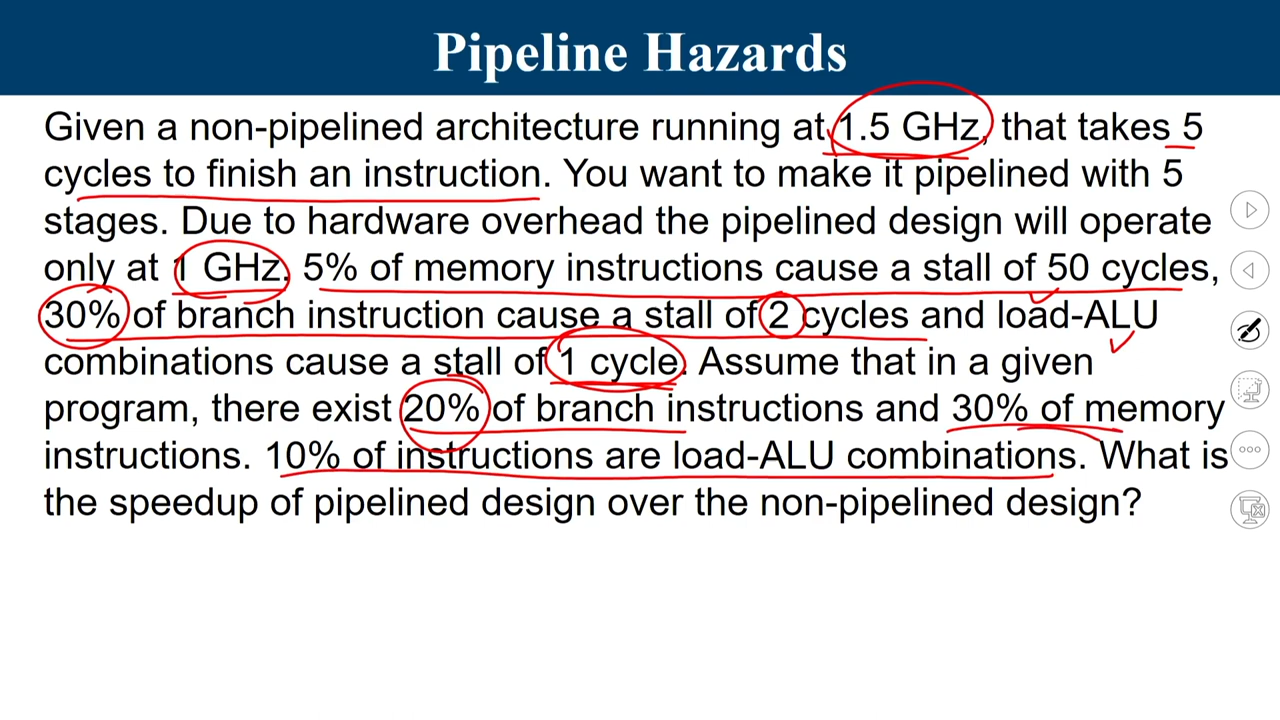 Pipeline Hazards
Given a non-pipelined architecture running at 1.5 GHz, that takes 5
cycles to finish an instruction. You want to make it pipelined with 5
stages. Due to hardware overhead the pipelined design will operate
only at 1 GHz. 5% of memory instructions cause a stall of 50 cycles,
30% of branch instruction cause a stall of 2 cycles and load-ALU
combinations cause a stall of 1 cycle. Assume that in a given
program, there exist 20% of branch instructions and 30% of memory
instructions. 10% of instructions are load-ALU combinations. What is
the speedup of pipelined design over the non-pipelined design?